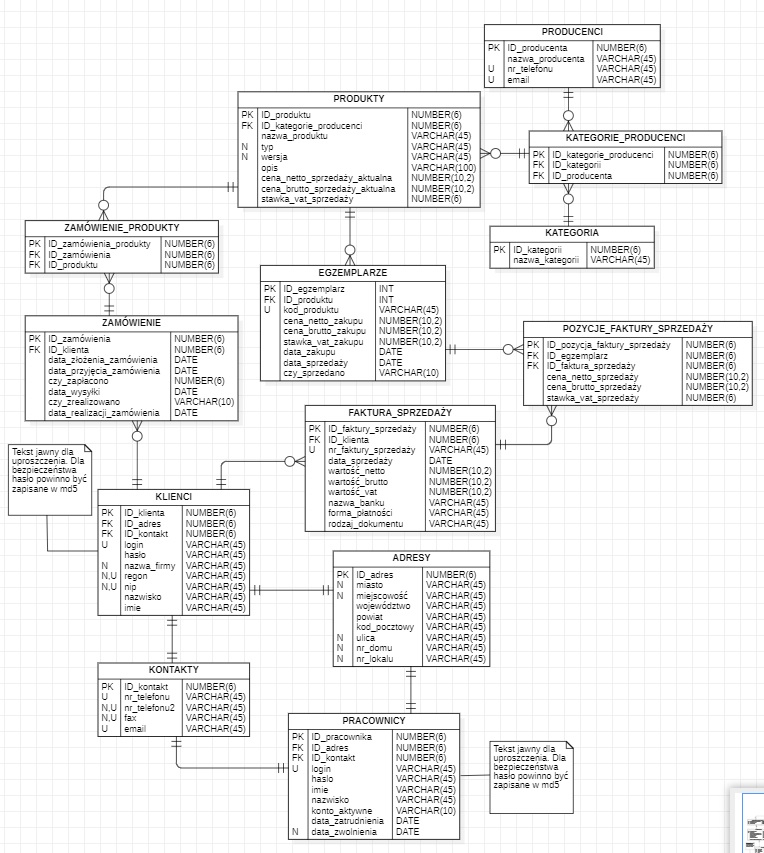 PRODUCENCI
PK ID_producenta NUMBER(6)
nazwa_producenta VARCHAR(45)
U nr_telefonu VARCHAR(45)
U email VARCHAR(45)
PRODUKTY
PK ID_produktu NUMBER(6)
FK ID_kategorie_producenci NUMBER(6)
nazwa_produktu VARCHAR(45)
N typ VARCHAR(45)
N wersja VARCHAR(45)
opis VARCHAR(100)
cena_netto_sprzedaży_aktualna NUMBER(10,2)
cena_brutto_sprzedaży_aktualna NUMBER(10,2)
stawka_vat_sprzedaży NUMBER(6)
KATEGORIE_PRODUCENCI
PK ID_kategorie_producenci NUMBER(6)
FK ID_kategorii NUMBER(6)
FK ID_producenta NUMBER(6)
ZAMÓWIENIE_PRODUKTY
PK ID_zamówienia_produkty NUMBER(6)
FK ID_zamówienia NUMBER(6)
FK ID_produktu NUMBER(6)
KATEGORIA
PK ID_kategorii NUMBER(6)
nazwa_kategorii VARCHAR(45)
EGZEMPLARZE
PK ID_egzemplarz INT
FK ID_produktu INT
U kod_produktu VARCHAR(45)
cena_netto_zakupu NUMBER(10,2)
cena_brutto_zakupu NUMBER(10,2)
stawka_vat_zakupu NUMBER(10,2)
data_zakupu DATE
data_sprzedaży DATE
czy_sprzedano VARCHAR(10)
ZAMÓWIENIE
PK ID_zamówienia NUMBER(6)
FK ID_klienta NUMBER(6)
data_złożenia_zamówienia DATE
data_przyjęcia_zamówienia DATE
czy_zapłacono NUMBER(6)
data_wysyłki DATE
czy_zrealizowano VARCHAR(10)
data_realizacji_zamówienia DATE
POZYCJE_FAKTURY_SPRZEDAŻY
PK ID_pozycja_faktury_sprzedaży NUMBER(6)
FK ID_egzemplarz NUMBER(6)
FK ID_faktura_sprzedaży NUMBER(6)
cena_netto_sprzedaży NUMBER(10,2)
cena_brutto_sprzedaży NUMBER(10,2)
stawka_vat_sprzedaży NUMBER(6)
FAKTURA_SPRZEDAŻY
PK ID_faktury_sprzedaży NUMBER(6)
FK ID_klienta NUMBER(6)
U nr_faktury_sprzedaży VARCHAR(45)
data_sprzedaży DATE
wartość_netto NUMBER(10,2)
wartość_brutto NUMBER(10,2)
wartość_vat NUMBER(10,2)
nazwa_banku VARCHAR(45)
forma_płatności VARCHAR(45)
rodzaj_dokumentu VARCHAR(45)
Tekst jawny dla
uproszczenia. Dla
bezpieczeństwa
hasło powinno być
zapisane w md5
KLIENCI
PK ID_klienta NUMBER(6)
FK ID_adres NUMBER(6)
FK ID_kontakt NUMBER(6)
U login VARCHAR(45)
hasło VARCHAR(45)
N nazwa_firmy VARCHAR(45)
N,U regon VARCHAR(45)
N,U nip VARCHAR(45)
nazwisko VARCHAR(45)
imie VARCHAR(45)
ADRESY
PK ID_adres NUMBER(6)
N miasto VARCHAR(45)
N miejscowość VARCHAR(45)
województwo VARCHAR(45)
powiat VARCHAR(45)
kod_pocztowy VARCHAR(45)
N ulica VARCHAR(45)
N nr_domu VARCHAR(45)
N nr_lokalu VARCHAR(45)
KONTAKTY
PK ID_kontakt NUMBER(6)
U nr_telefonu VARCHAR(45)
N,U nr_telefonu2 VARCHAR(45)
N,U fax VARCHAR(45)
U email VARCHAR(45)
PRACOWNICY
PK ID_pracownika NUMBER(6)
FK ID_adres NUMBER(6)
FK ID_kontakt NUMBER(6)
U login VARCHAR(45)
haslo VARCHAR(45)
imie VARCHAR(45)
nazwisko VARCHAR(45)
konto_aktywne VARCHAR(10)
data_zatrudnienia DATE
N data_zwolnienia DATE
Tekst jawny dla
uproszczenia. Dla
bezpieczeństwa
hasło powinno być
zapisane w md5